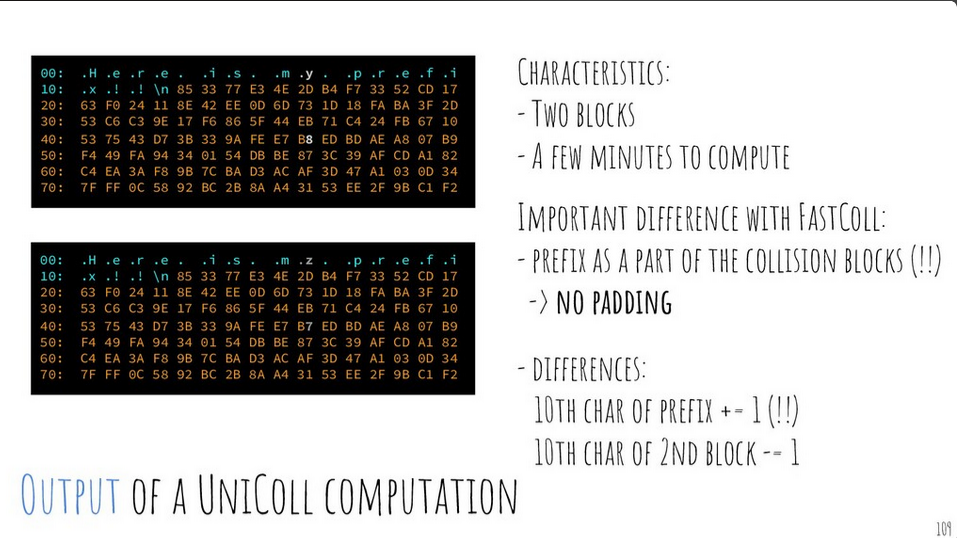 00: .H .e .r .e . .i .s . .m .y . .p .r .e .f .i
10: .x .! .! \n 85 33 77 E3 4E 2D B4 F7 33 52 CD 17
20: 63 F0 24 11 8E 42 EE 0D 6D 73 1D 18 FA BA 3F 2D
30: 53 C6 C3 9E 17 F6 86 5F 44 EB 71 C4 24 FB 67 10
40: 53 75 43 D7 3B 33 9A FE E7 B8 ED BD AE A8 07 B9
50: F4 49 FA 94 34 01 54 DB BE 87 3C 39 AF CD A1 82
60: C4 EA 3A F8 9B 7C BA D3 AC AF 3D 47 A1 03 0D 34
70: 7F FF 0C 58 92 BC 2B 8A A4 31 53 EE 2F 9B C1 F2
00: .H .e .r .e . .i .s . .m .z . .p .r .e .f .i
10: .x .! .! \n 85 33 77 E3 4E 2D B4 F7 33 52 CD 17
20: 63 F0 24 11 8E 42 EE 0D 6D 73 1D 18 FA BA 3F 2D
30: 53 C6 C3 9E 17 F6 86 5F 44 EB 71 C4 24 FB 67 10
40: 53 75 43 D7 3B 33 9A FE E7 B7 ED BD AE A8 07 B9
50: F4 49 FA 94 34 01 54 DB BE 87 3C 39 AF CD A1 82
60: C4 EA 3A F8 9B 7C BA D3 AC AF 3D 47 A1 03 0D 34
70: 7F FF 0C 58 92 BC 2B 8A A4 31 53 EE 2F 9B C1 F2
Characteristics:
- Two blocks
- A few minutes to compute
Important difference with FastColl:
- prefix as a part of the collision blocks (!!)
-> no padding
- differences:
10th char of prefix += 1 (!!)
10th char of 2nd block -= 1
Output of a UniColl computation
109